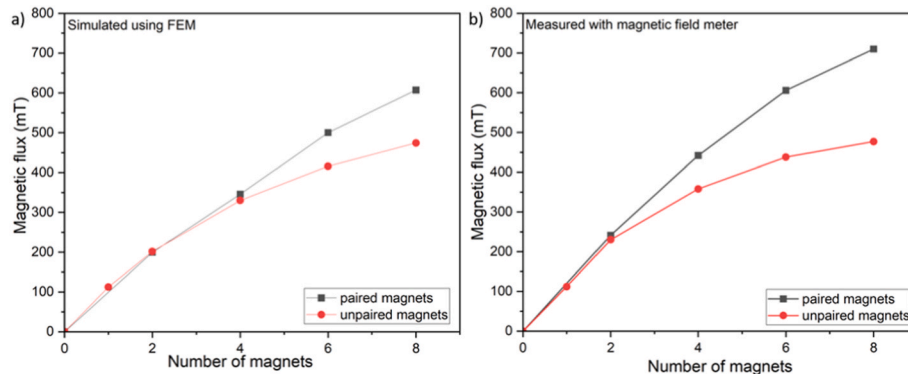 a)
Simulated using FEM
800
700
600
500
400
300
200
100
0
Magnetic flux (mT)
0 2 4 6 8
Number of magnets
paired magnets
unpaired magnets
b)
Measured with magnetic field meter
800
700
600
500
400
300
200
100
0
Magnetic flux (mT)
0 2 4 6 8
Number of magnets
paired magnets
unpaired magnets